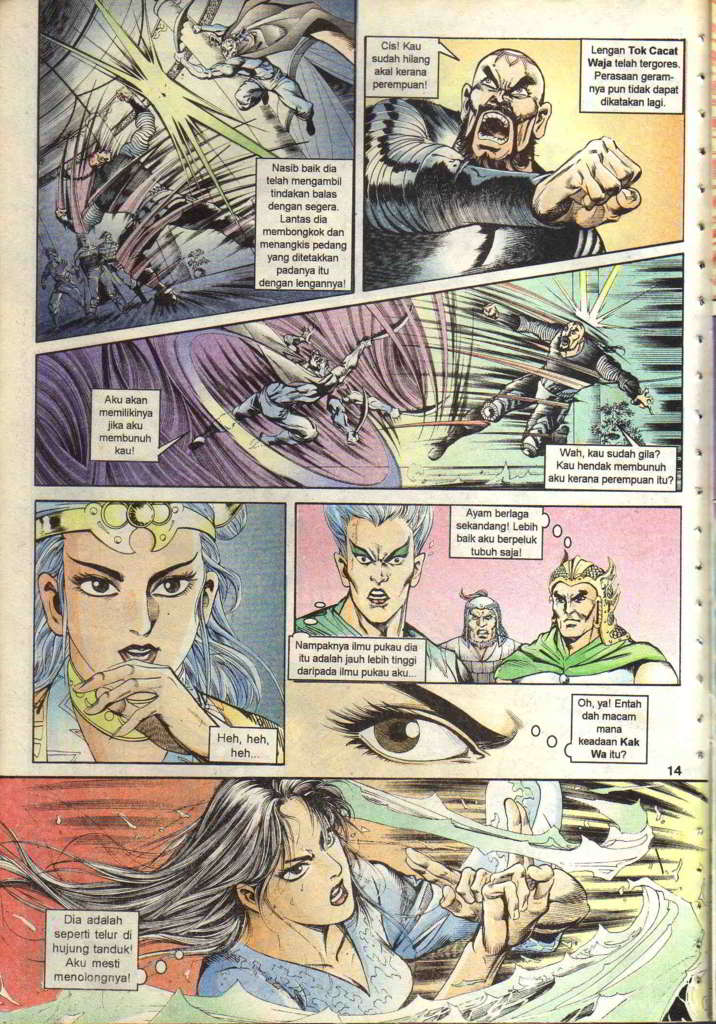 Nasib baik dia
telah mengambil
tindakan balas
dengan segera.
Lantas dia
membongkok dan
menangkis pedang
yang ditetakkan
padanya itu
dengan lengannya!
Cis! Kau
sudah hilang
akal kerana
perempuan!
Lengan Tok Cacat
Waja telah tergores.
Perasaan geram-
nya pun tidak dapat
dikatakan lagi.
Aku akan
memilikinya
jika aku
membunuh
kau!
Wah, kau sudah gila?
Kau hendak membunuh
aku kerana perempuan itu?
Heh, heh,
heh...
Ayam berlaga
sekandang! Lebih
baik aku berpeluk
tubuh saja!
Nampaknya ilmu pukau dia
itu adalah jauh lebih tinggi
daripada ilmu pukau aku...
Oh, ya! Entah
dah macam
mana
keadaan Kak
Wa itu?
14
Dia adalah
seperti telur di
hujung tanduk!
Aku mesti
menolongnya!